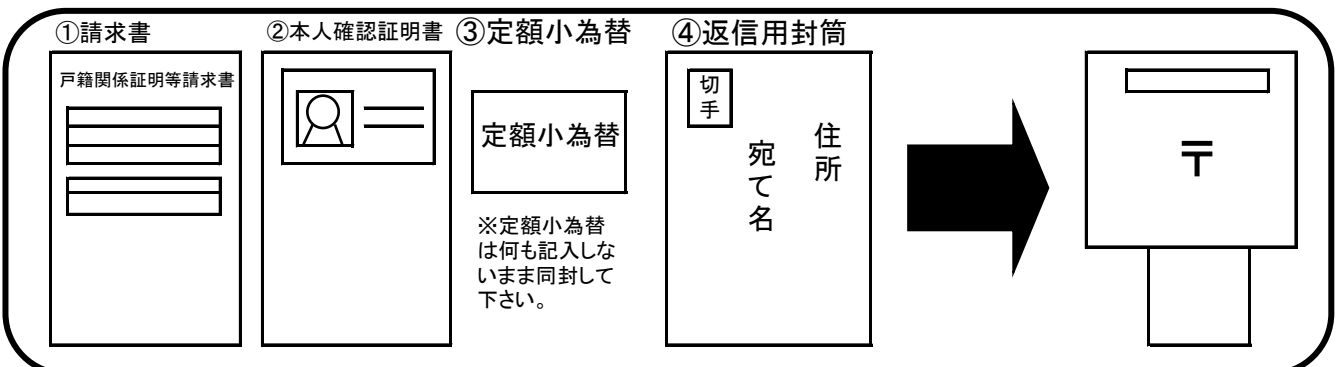 ①請求書
②本人確認証明書
③定額小為替
④返信用封筒
戸籍関係証明等請求書
定額小為替
※定額小為替
は何も記入しな
いまま同封して
下さい。
切手
住所
宛て名
〒